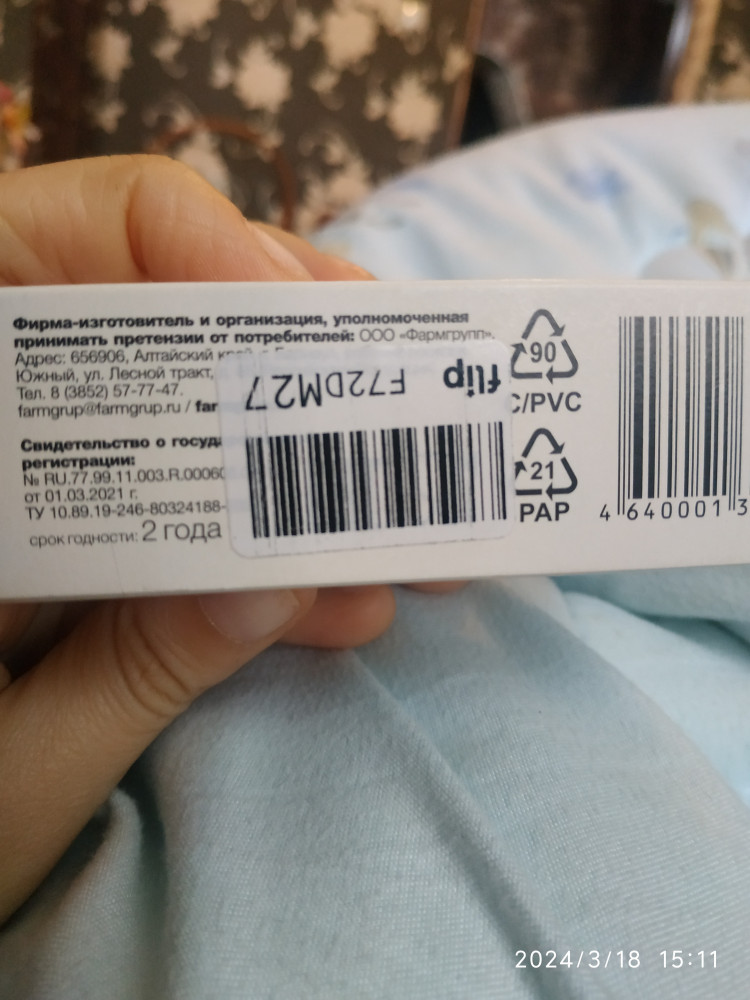 Фирма-изготовитель и организация, уполномоченная
принимать претензии от потребителей: ООО «Фармгрупп».
Адрес: 656906, Алтайский
Южный, ул. Лесной тракт,
Тел. 8 (3852) 57-77-47.
farmgrup@farmgrup.ru / far
Свидетельство о госуда
регистрации:
№ RU.77.99.11.003.R.00060
от 01.03.2021 г.
ТУ 10.89.19-246-80324188-
срок годности: 2 года
flip
F72DM27
90
C/PVC
21
PAP
4 640001 3
2024/3/18 15:11